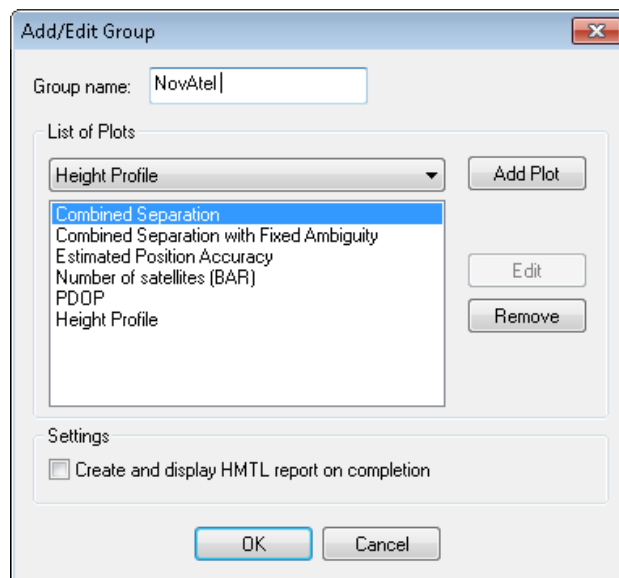 Add/Edit Group
Group name: NovAtel
List of Plots
Height Profile
Add Plot
Combined Separation
Combined Separation with Fixed Ambiguity
Estimated Position Accuracy
Number of satellites (BAR)
PDOP
Height Profile
Edit
Remove
Settings
Create and display HMTL report on completion
OK
Cancel